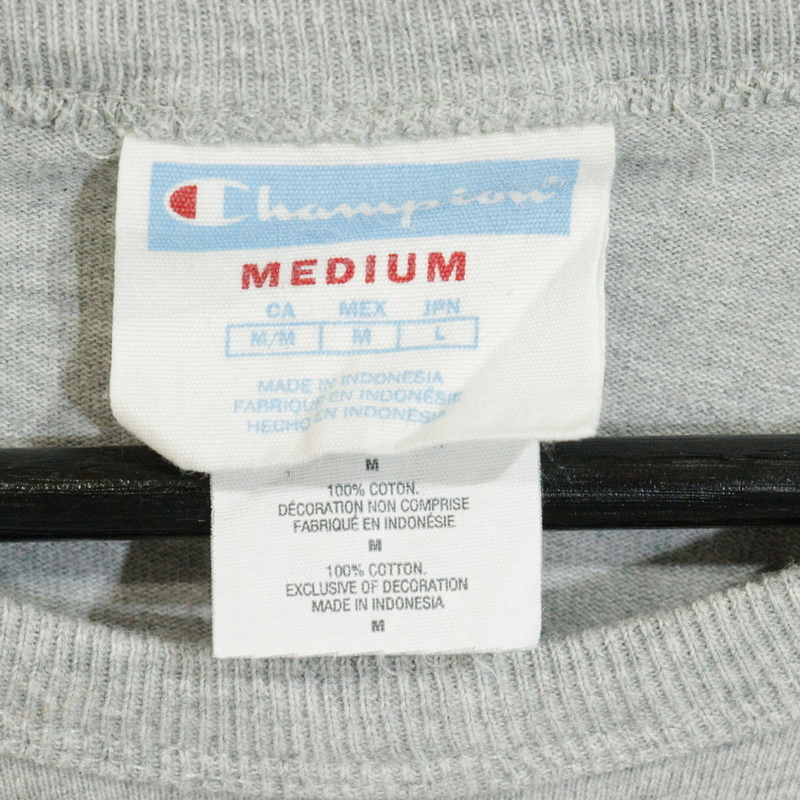 Champion
MEDIUM
CA MEX JPN
M/M M L
MADE IN INDONESIA
FABRIQUÉ EN INDONÉSIE
HECHO EN INDONESIA
M
100% COTON.
DÉCORATION NON COMPRISE
FABRIQUÉ EN INDONÉSIE
M
100% COTTON.
EXCLUSIVE OF DECORATION
MADE IN INDONESIA
M